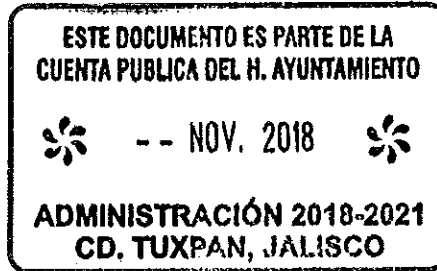 ESTE DOCUMENTO ES PARTE DE LA
CUENTA PUBLICA DEL H. AYUNTAMIENTO
-- NOV. 2018
ADMINISTRACIÓN 2018-2021
CD. TUXPAN, JALISCO